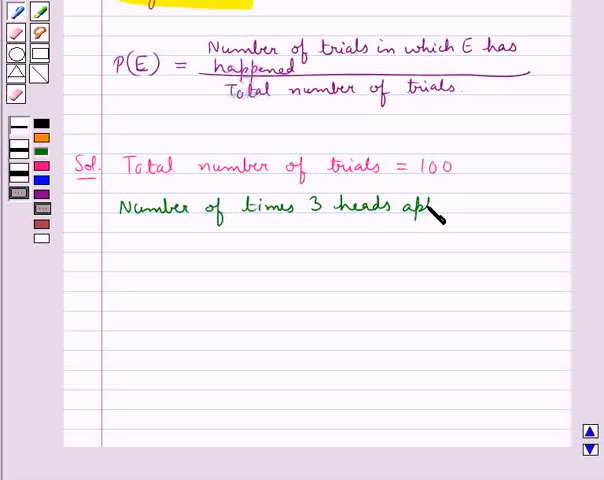 Number of trials in which E has
P(E) = happened
Total number of trials.
Sol. Total number of trials = 100
Number of times 3 heads ap